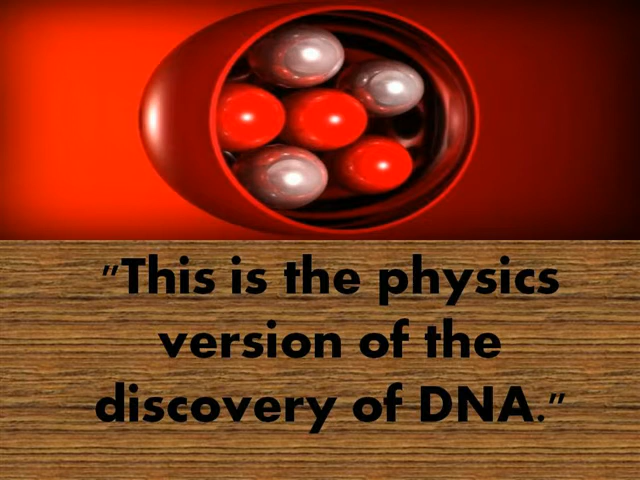 "This is the physics
version of the
discovery of DNA."